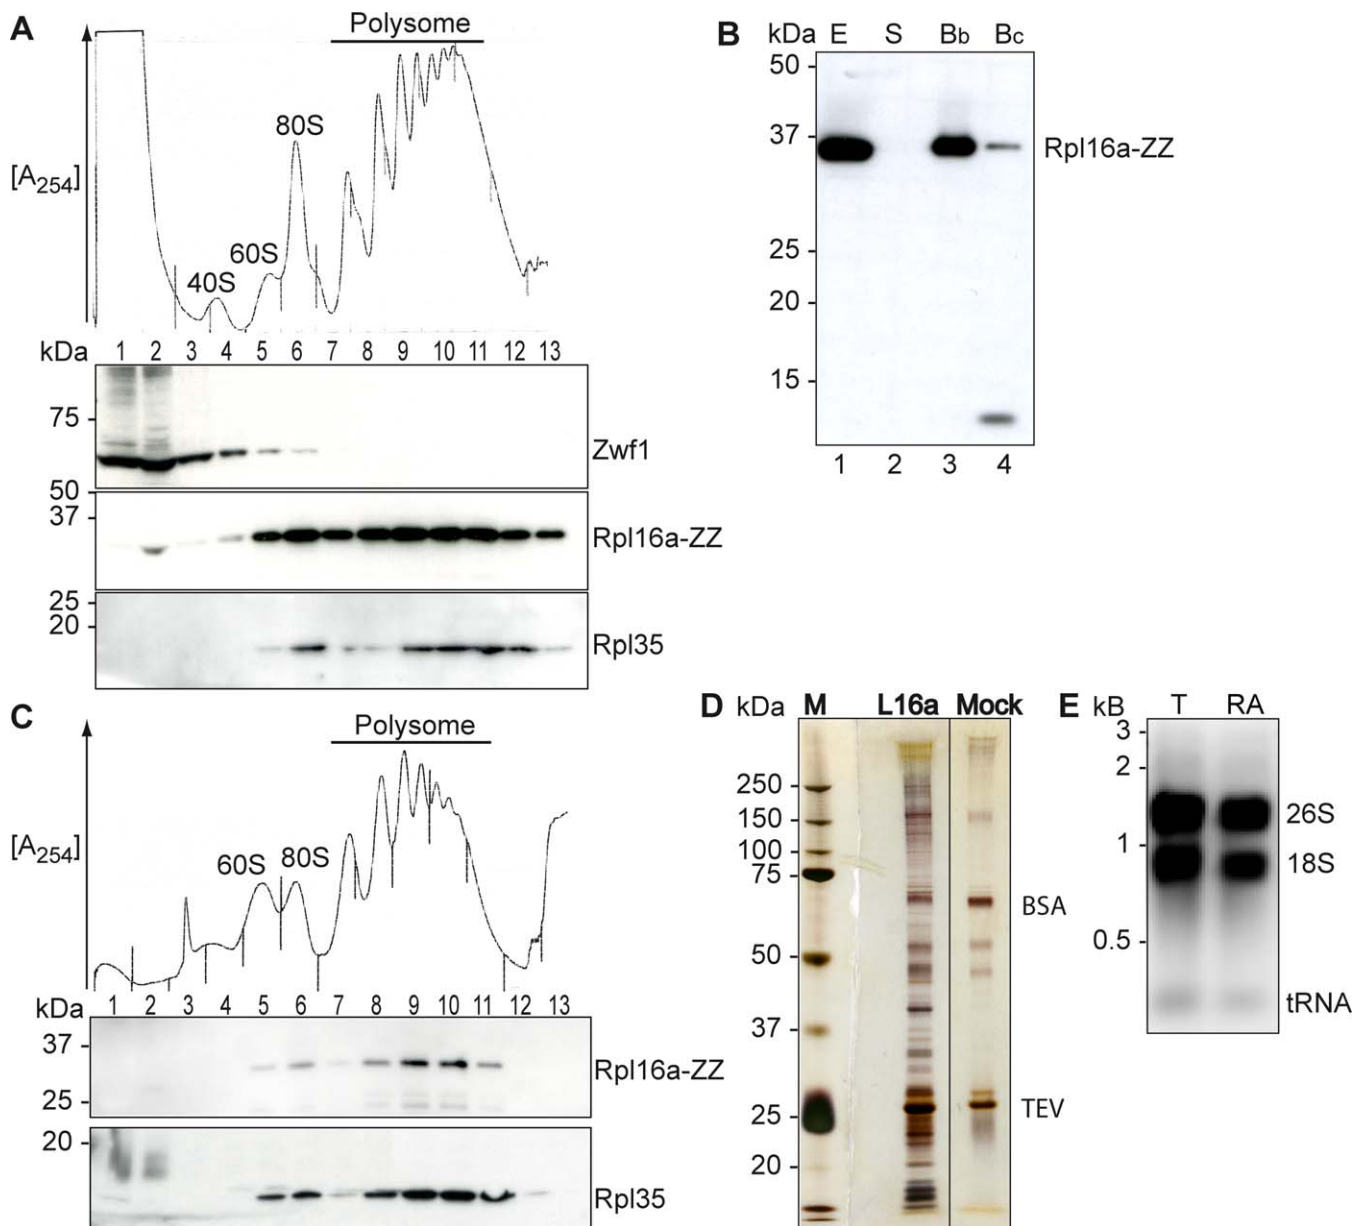 A
Polysome
80S
[A254]
60S
40S
kDa 1 2 3 4 5 6 7 8 9 10 11 12 13
75
Zwf1
50
37
Rpl16a-ZZ
25
20
Rpl35
B kDa E S Bb Bc
50
37
Rpl16a-ZZ
25
20
15
1 2 3 4
C
Polysome
60S 80S
[A254]
kDa 1 2 3 4 5 6 7 8 9 10 11 12 13
37
Rpl16a-ZZ
25
20
Rpl35
D kDa M L16a Mock
250
150
100
75
BSA
50
37
TEV
25
20
E kB T RA
3
2
26S
1
18S
0.5
tRNA